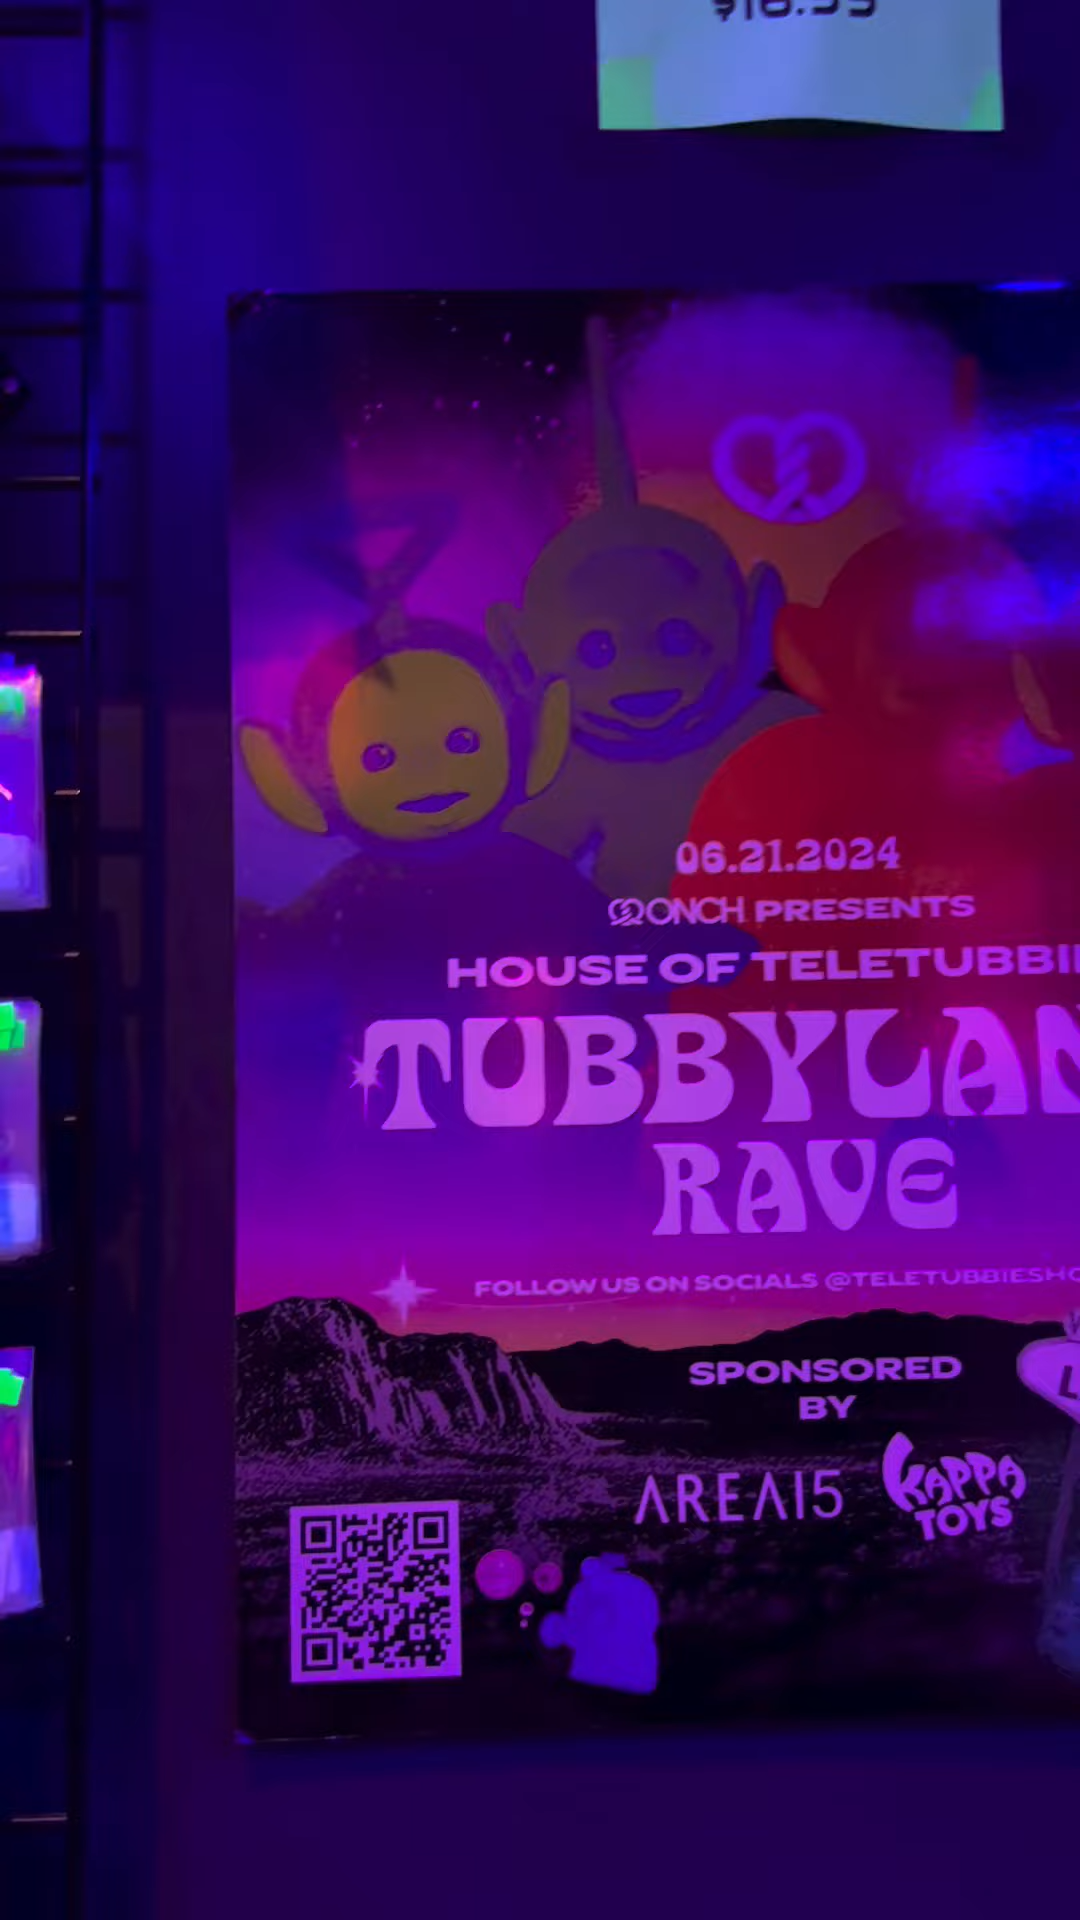 06.21.2024
ONCH PRESENTS
HOUSE OF TELETUBBIE
TUBBYLAN
RAVE
FOLLOW US ON SOCIALS @TELETUBBIESHO
SPONSORED
BY
AREA15
KAPPA
TOYS